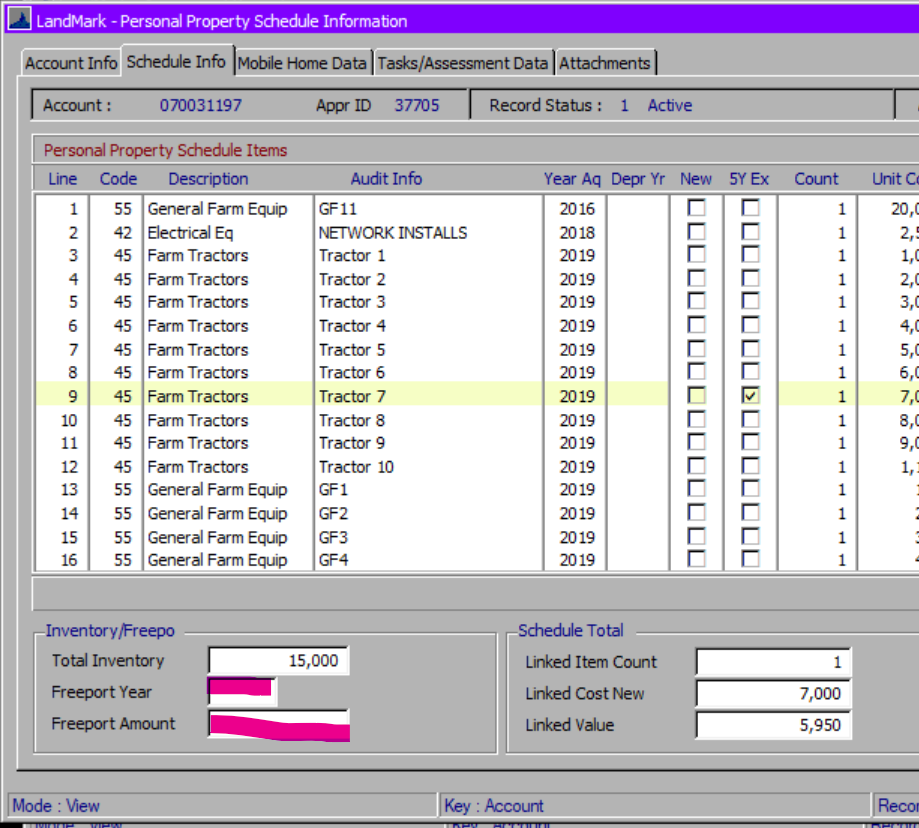 LandMark - Personal Property Schedule Information
Account Info Schedule Info Mobile Home Data Tasks/Assessment Data Attachments
Account : 070031197 Appr ID 37705 Record Status : 1 Active
Personal Property Schedule Items
Line Code Description Audit Info Year Aq Depr Yr New 5Y Ex Count Unit Co
1 55 General Farm Equip GF11 2016 1 20,0
2 42 Electrical Eq NETWORK INSTALLS 2018 1 2,5
3 45 Farm Tractors Tractor 1 2019 1 1,0
4 45 Farm Tractors Tractor 2 2019 1 2,0
5 45 Farm Tractors Tractor 3 2019 1 3,0
6 45 Farm Tractors Tractor 4 2019 1 4,0
7 45 Farm Tractors Tractor 5 2019 1 5,0
8 45 Farm Tractors Tractor 6 2019 1 6,0
9 45 Farm Tractors Tractor 7 2019 1 7,0
10 45 Farm Tractors Tractor 8 2019 1 8,0
11 45 Farm Tractors Tractor 9 2019 1 9,0
12 45 Farm Tractors Tractor 10 2019 1 1,1
13 55 General Farm Equip GF1 2019 1
14 55 General Farm Equip GF2 2019 1
15 55 General Farm Equip GF3 2019 1
16 55 General Farm Equip GF4 2019 1
Inventory/Freepo Schedule Total
Total Inventory 15,000 Linked Item Count 1
Freeport Year Linked Cost New 7,000
Freeport Amount Linked Value 5,950
Mode : View Key : Account Recor